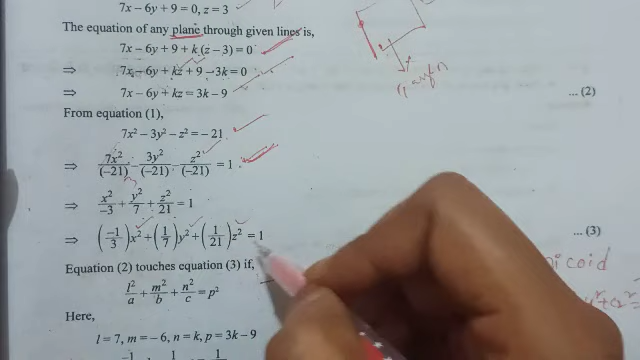 7x – 6y + 9 = 0, z = 3
The equation of any plane through given lines is,
7x – 6y + 9 + k (z – 3) = 0
⇒ 7x – 6y + kz + 9 – 3k = 0
⇒ 7x – 6y + kz = 3k – 9 ... (2)
From equation (1),
7x² – 3y² – z² = – 21
⇒ 7x²/(–21) – 3y²/(–21) – z²/(–21) = 1
⇒ x²/–3 + y²/7 + z²/21 = 1
⇒ (–1/3)x² + (1/7)y² + (1/21)z² = 1 ... (3)
Equation (2) touches equation (3) if,
l²/a + m²/b + n²/c = p²
Here,
l = 7, m = –6, n = k, p = 3k – 9